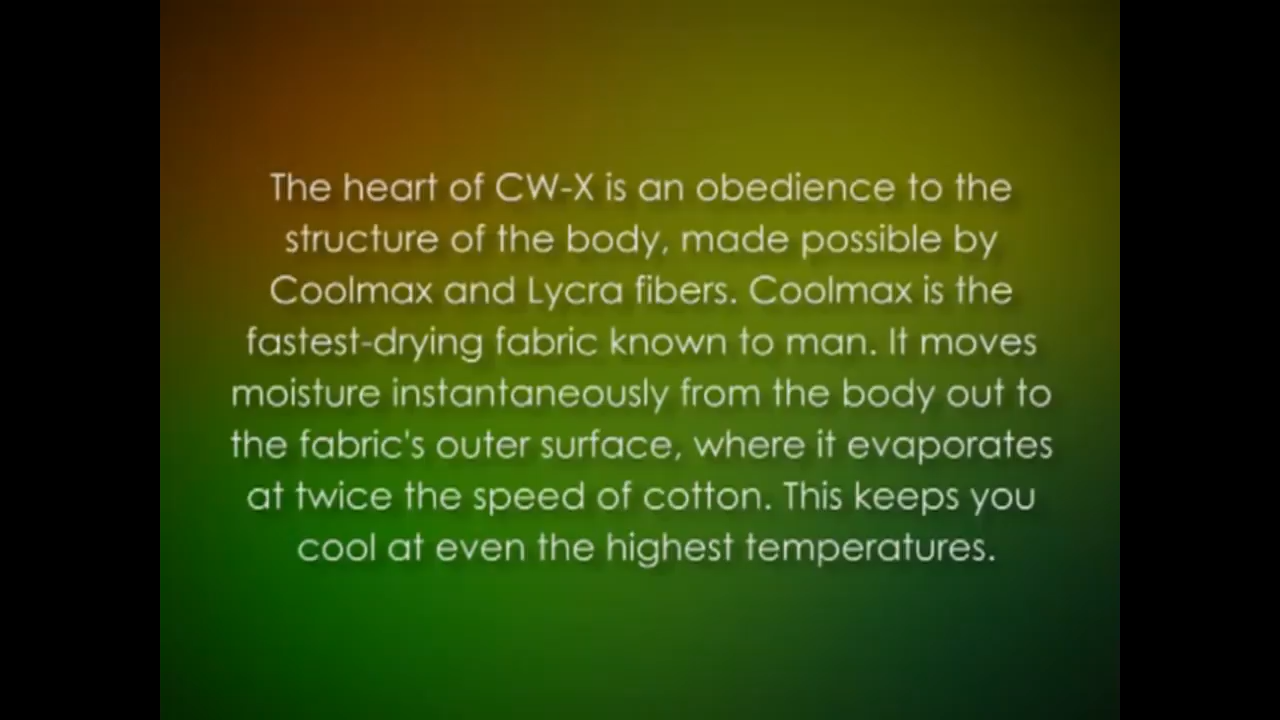 The heart of CW-X is an obedience to the
structure of the body, made possible by
Coolmax and Lycra fibers. Coolmax is the
fastest-drying fabric known to man. It moves
moisture instantaneously from the body out to
the fabric's outer surface, where it evaporates
at twice the speed of cotton. This keeps you
cool at even the highest temperatures.